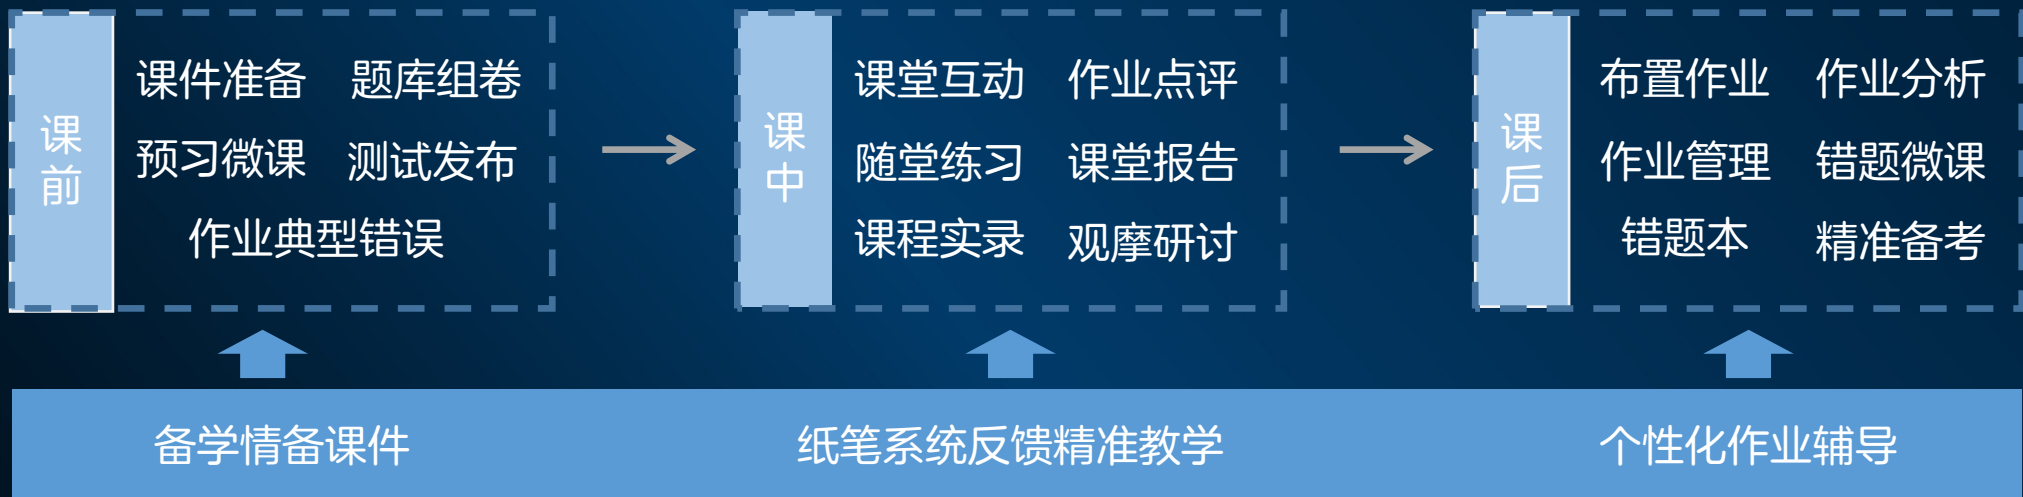 课前
课件准备 题库组卷
预习微课 测试发布
作业典型错误
课中
课堂互动 作业点评
随堂练习 课堂报告
课程实录 观摩研讨
课后
布置作业 作业分析
作业管理 错题微课
错题本 精准备考
备学情备课件
纸笔系统反馈精准教学
个性化作业辅导